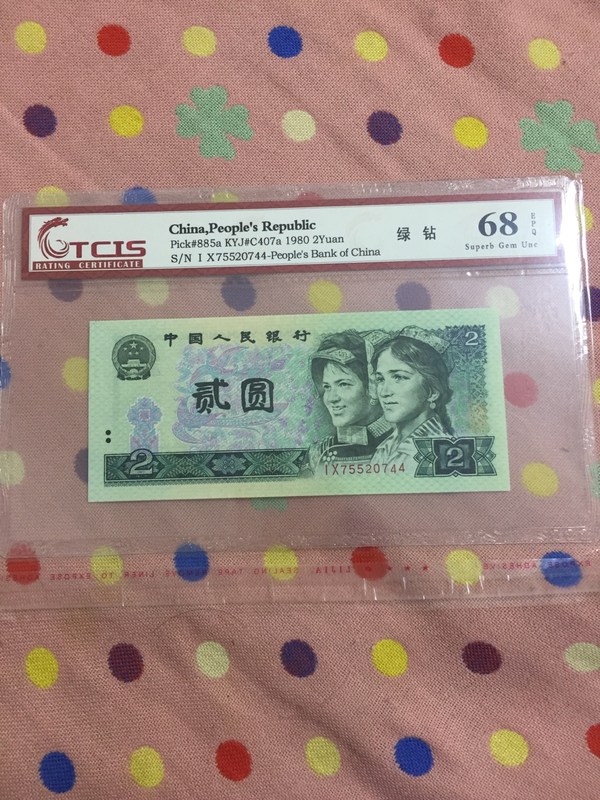 TCIS
RATING CERTIFICATE
China,People's Republic
Pick#885a KYJ#C407a 1980 2Yuan
S/N I X75520744-People's Bank of China
绿 钻
68
EPQ
Superb Gem Unc
中国人民银行
贰圆
2
2
2
IX75520744